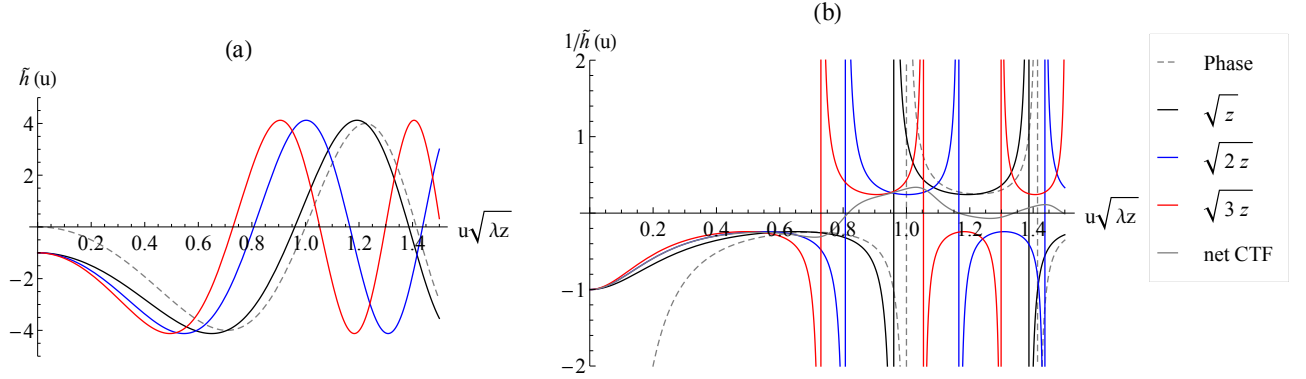 (a)
h̃ (u)
4
2
0.2 0.4 0.6 0.8 1.0 1.2 1.4
u√λz
−2
−4
(b)
1/h̃ (u)
2
1
0.2 0.4 0.6 0.8 1.0 1.2 1.4
u√λz
−1
−2
Phase
√z
√2 z
√3 z
net CTF